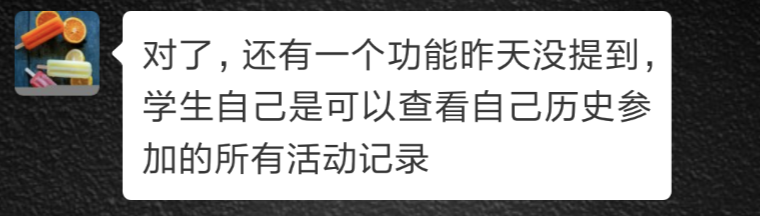 对了，还有一个功能昨天没提到，
学生自己是可以查看自己历史参
加的所有活动记录